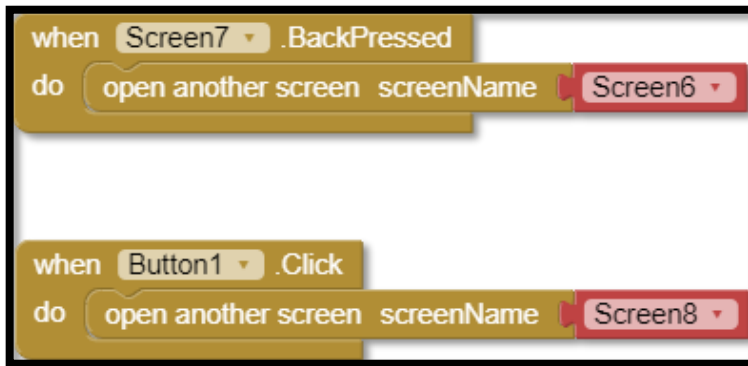 when Screen7 .BackPressed
do open another screen screenName Screen6
when Button1 .Click
do open another screen screenName Screen8